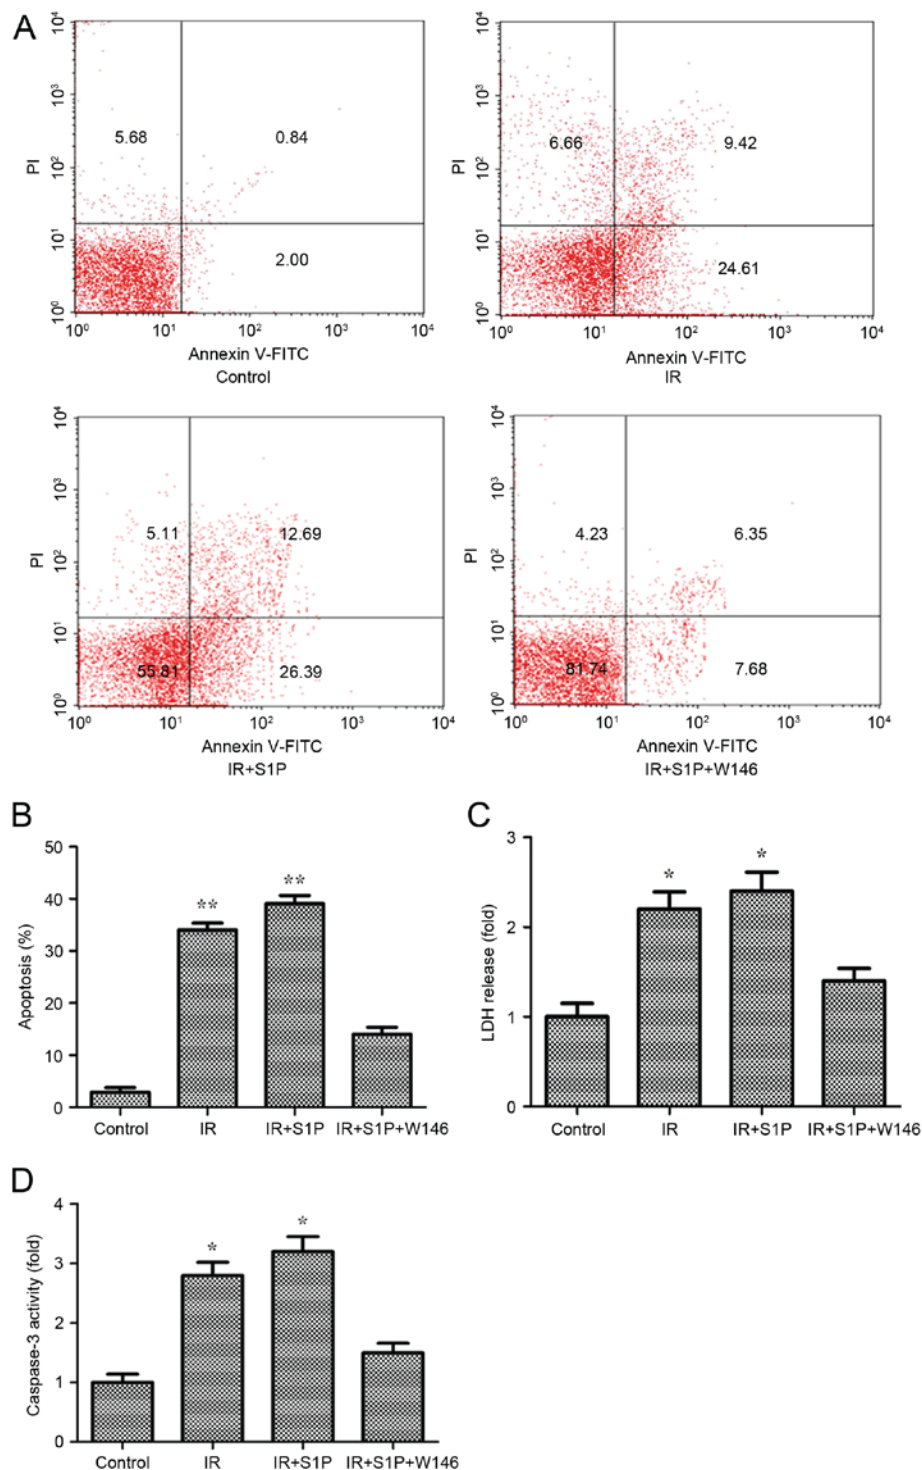 A
PI
10⁴
10³
10²
10¹
10⁰
5.68
0.84
2.00
10⁰ 10¹ 10² 10³ 10⁴
Annexin V-FITC
Control
PI
10⁴
10³
10²
10¹
10⁰
6.66
9.42
24.61
10⁰ 10¹ 10² 10³ 10⁴
Annexin V-FITC
IR
PI
10⁴
10³
10²
10¹
10⁰
5.11
12.69
55.81
26.39
10⁰ 10¹ 10² 10³ 10⁴
Annexin V-FITC
IR+S1P
PI
10⁴
10³
10²
10¹
10⁰
4.23
6.35
81.74
7.68
10⁰ 10¹ 10² 10³ 10⁴
Annexin V-FITC
IR+S1P+W146
B
Apoptosis (%)
50
40
30
20
10
0
**
**
Control IR IR+S1P IR+S1P+W146
C
LDH release (fold)
3
2
1
0
*
*
Control IR IR+S1P IR+S1P+W146
D
Caspase-3 activity (fold)
4
3
2
1
0
*
*
Control IR IR+S1P IR+S1P+W146